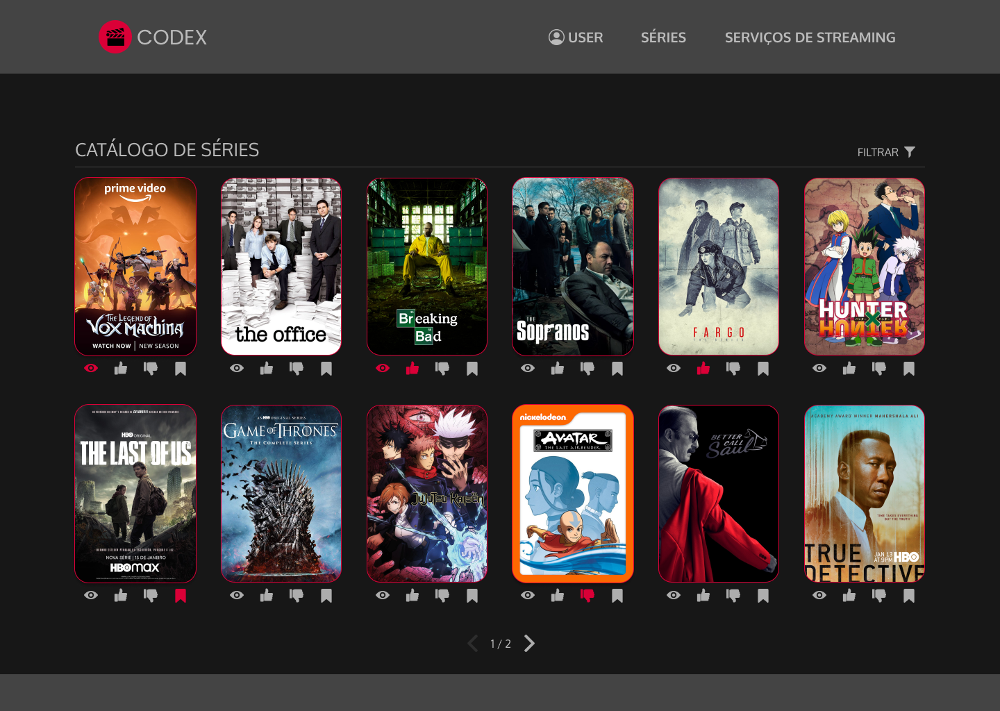 CODEX
USER
SÉRIES
SERVIÇOS DE STREAMING
CATÁLOGO DE SÉRIES
FILTRAR
prime video
THE LEGEND OF
VOX MACHINA
WATCH NOW | NEW SEASON
the office
Breaking
Bad
THE
Sopranos
FARGO
HUNTER
HUNTER
HBO ORIGINAL
THE LAST OF US
NOVA SÉRIE | 15 DE JANEIRO
HBOmax
AN HBO ORIGINAL SERIES
GAME OF THRONES
THE COMPLETE SERIES
JUJUTSU KAISEN
nickelodeon
AVATAR
THE LAST AIRBENDER
BETTER
CALL
Saul
ACADEMY AWARD WINNER MAHERSHALA ALI
TIME TAKES EVERYTHING
BUT THE TRUTH
TRUE
DETECTIVE
JAN 13
AT 9PM HBO
1 / 2